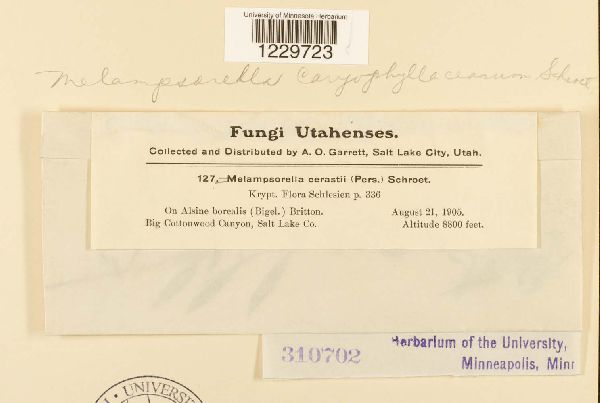 University of Minnesota Herbarium
1229723
Melampsorella Caryophyllacearum Schroet.
Fungi Utahenses.
Collected and Distributed by A. O. Garrett, Salt Lake City, Utah.
127, Melampsorella cerastii (Pers.) Schroet.
Krypt. Flora Schlesien p. 336
On Alsine borealis (Bigel.) Britton. August 21, 1905.
Big Cottonwood Canyon, Salt Lake Co. Altitude 8800 feet.
310702
Herbarium of the University,
Minneapolis, Minn
UNIVERSI